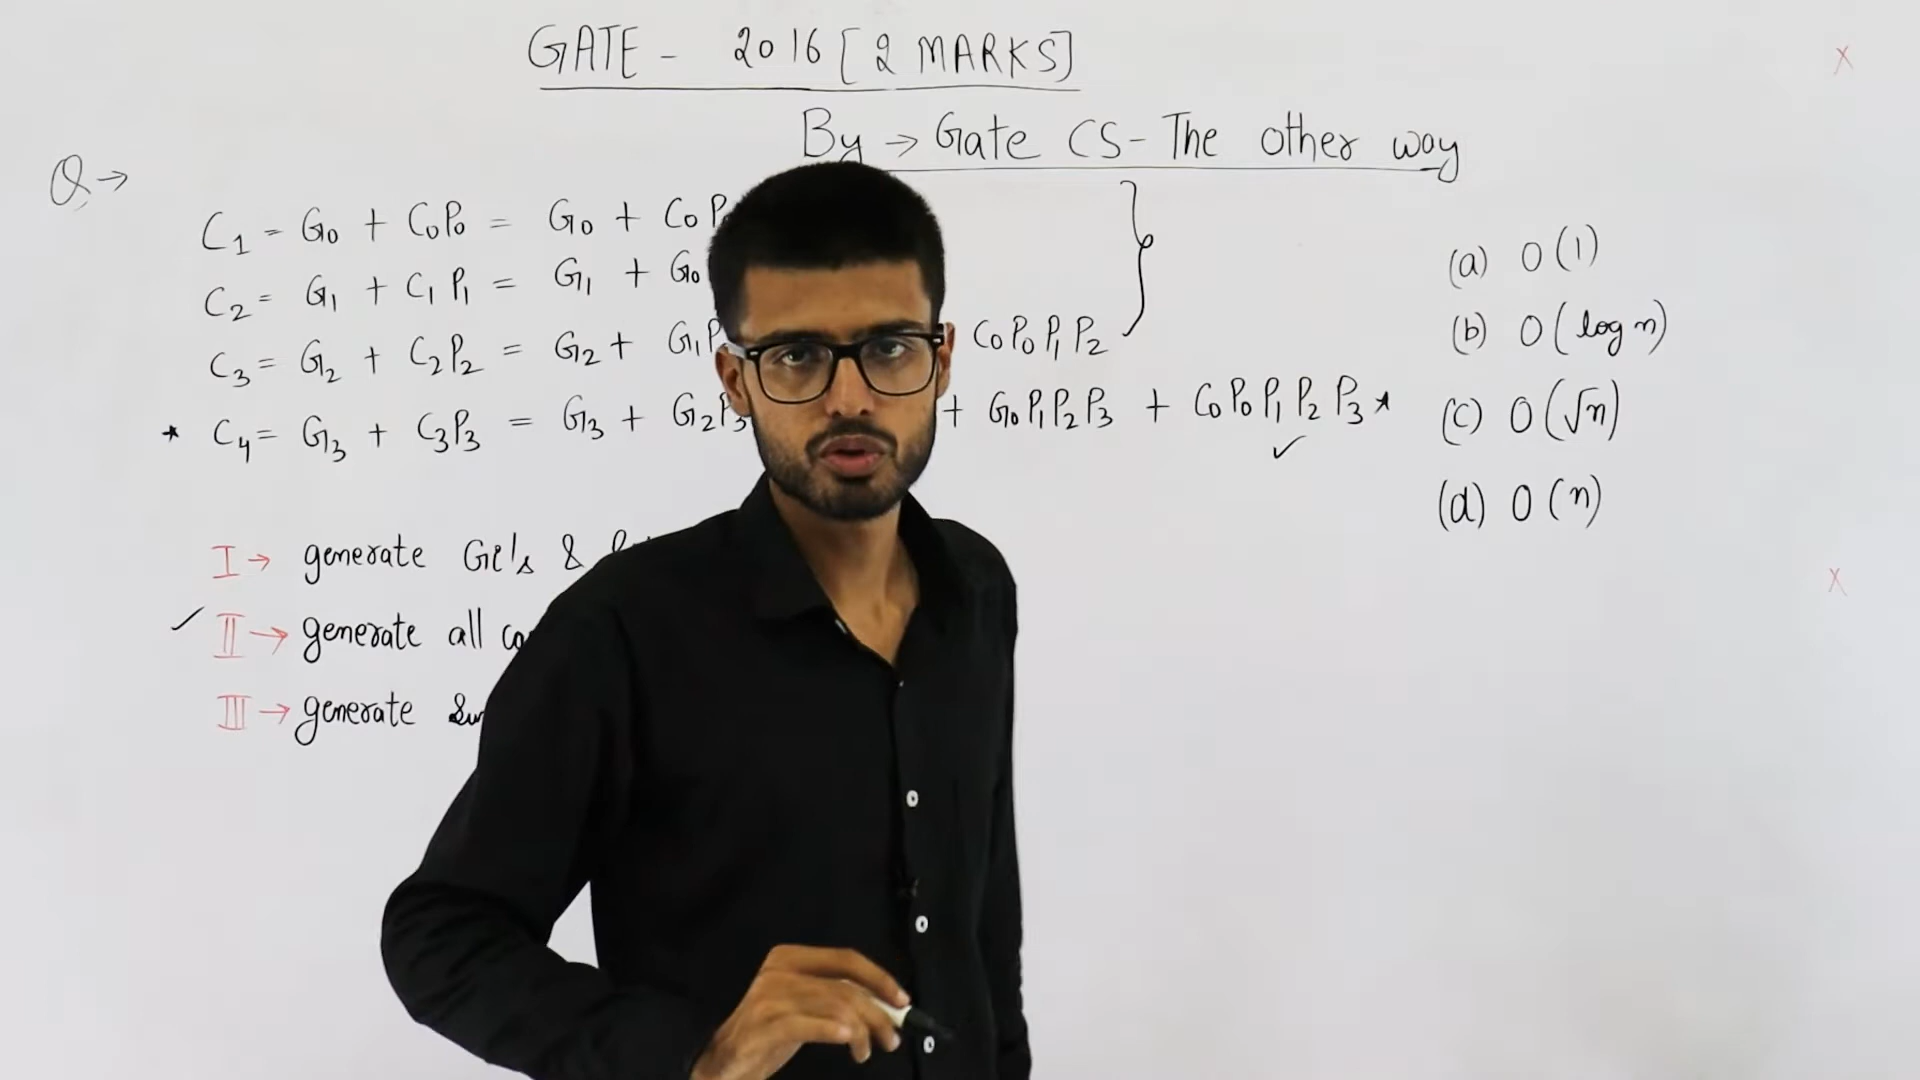 GATE - 2016 [2 MARKS]
By → Gate CS - The other way
Q →
C1 = G0 + C0P0 = G0 + C0P
C2 = G1 + C1P1 = G1 + G0
C3 = G2 + C2P2 = G2 + G1P C0P0P1P2
* C4 = G3 + C3P3 = G3 + G2P3 + G0P1P2P3 + C0P0P1P2P3 *
(a) O(1)
(b) O(log n)
(c) O(√n)
(d) O(n)
I → generate Gi's &
II → generate all
III → generate
X
X